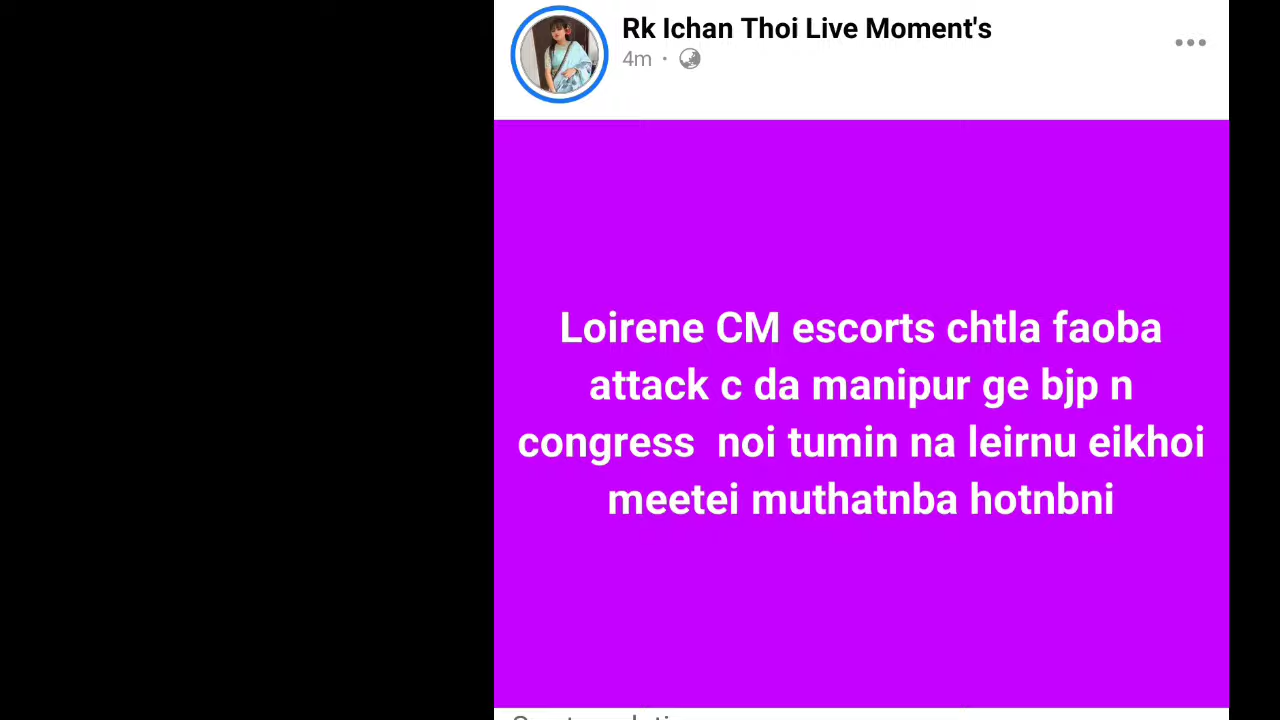 Rk Ichan Thoi Live Moment's
4m
Loirene CM escorts chtla faoba
attack c da manipur ge bjp n
congress noi tumin na leirnu eikhoi
meetei muthatnba hotnbni